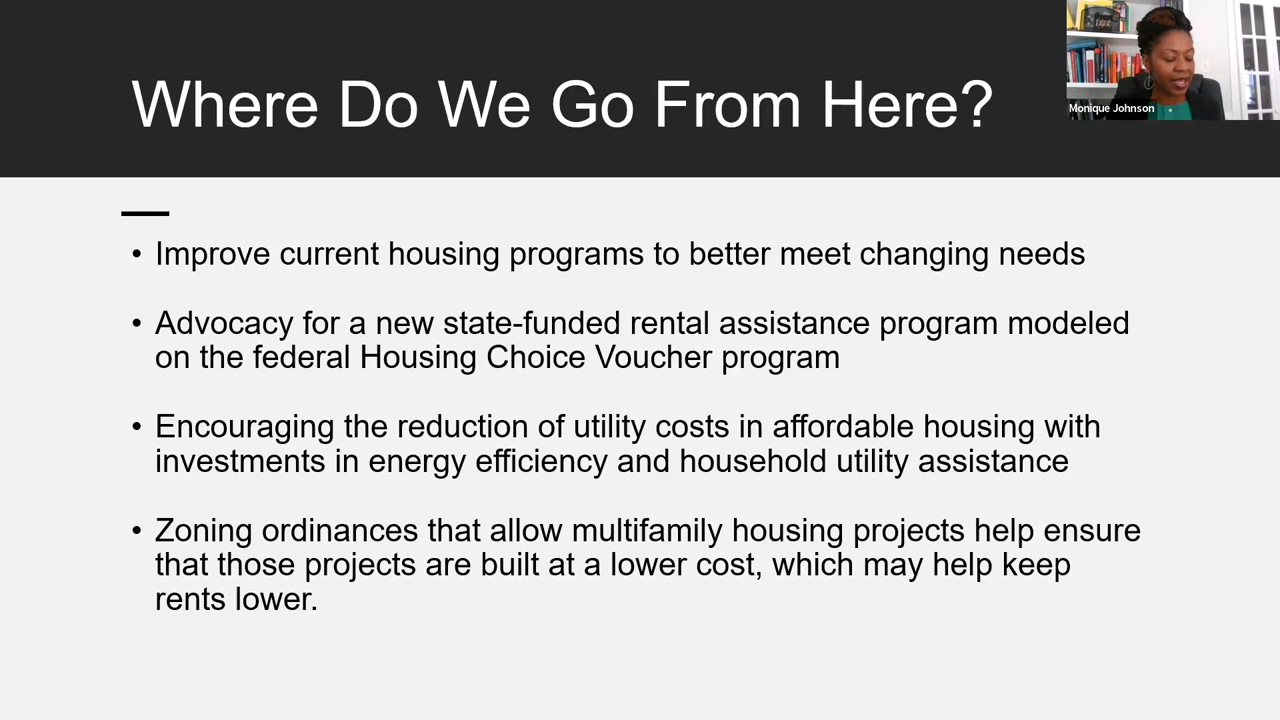 Where Do We Go From Here?
Monique Johnson
• Improve current housing programs to better meet changing needs
• Advocacy for a new state-funded rental assistance program modeled
on the federal Housing Choice Voucher program
• Encouraging the reduction of utility costs in affordable housing with
investments in energy efficiency and household utility assistance
• Zoning ordinances that allow multifamily housing projects help ensure
that those projects are built at a lower cost, which may help keep
rents lower.